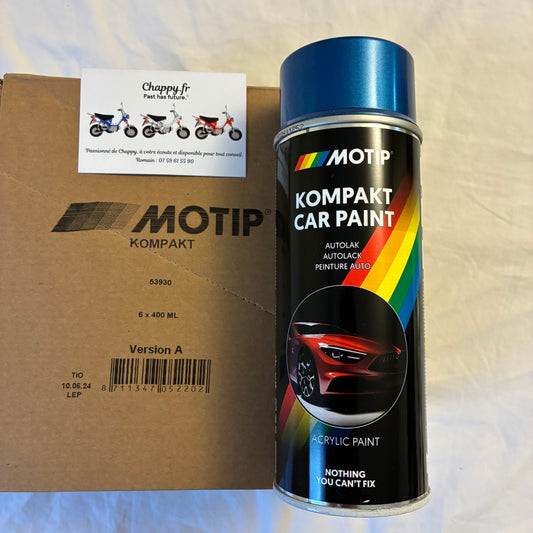 Chappy.fr
Past has future.®
Passionné de Chappy, à votre écoute et disponible pour tout conseil.
Romain : 07 59 61 55 90
MOTIP®
KOMPAKT
53930
6 x 400 ML
Version A
TIO
10.06.24
LEP
8 711347 052202
MOTIP®
KOMPAKT
CAR PAINT
AUTOLAK
AUTOLACK
PEINTURE AUTO
ACRYLIC PAINT
NOTHING
YOU CAN'T FIX